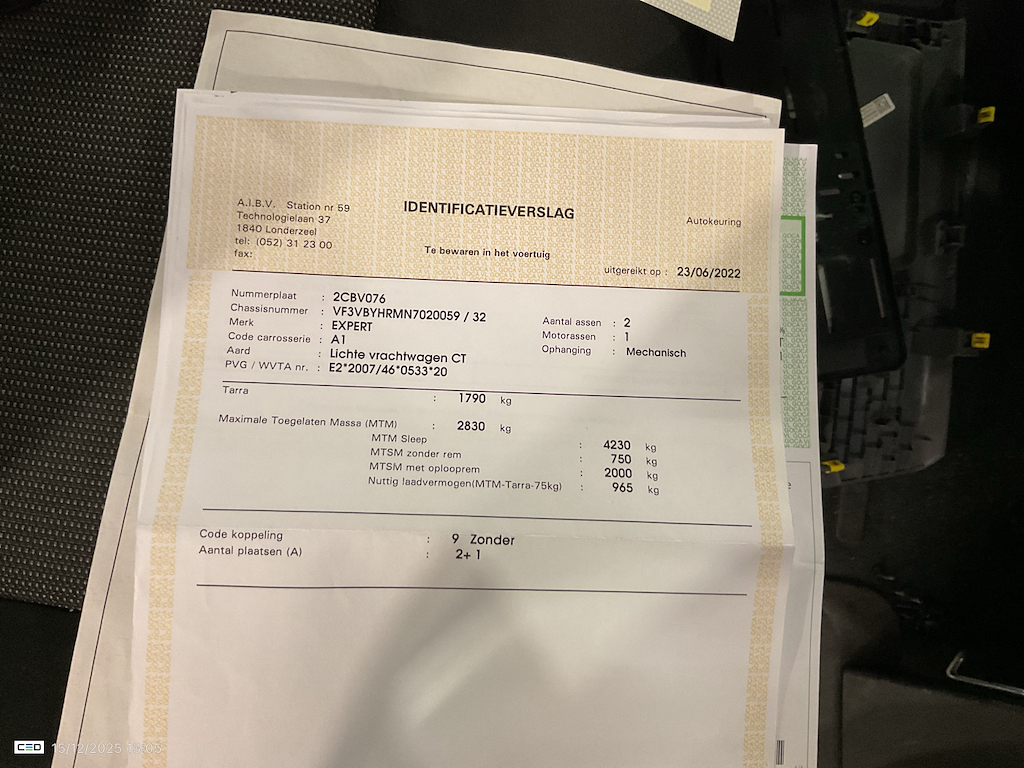 A.I.B.V. Station nr 59
Technologielaan 37
1840 Londerzeel
tel: (052) 31 23 00
fax:
IDENTIFICATIEVERSLAG
Te bewaren in het voertuig
Autokeuring
uitgereikt op : 23/06/2022
Nummerplaat : 2CBV076
Chassisnummer : VF3VBYHRMN7020059 / 32
Merk : EXPERT
Code carrosserie : A1
Aard : Lichte vrachtwagen CT
PVG / WVTA nr. : E2*2007/46*0533*20
Aantal assen : 2
Motorassen : 1
Ophanging : Mechanisch
Tarra : 1790 kg
Maximale Toegelaten Massa (MTM) : 2830 kg
MTM Sleep : 4230 kg
MTSM zonder rem : 750 kg
MTSM met oplooprem : 2000 kg
Nuttig laadvermogen(MTM-Tarra-75kg) : 965 kg
Code koppeling : 9 Zonder
Aantal plaatsen (A) : 2+ 1
CEO